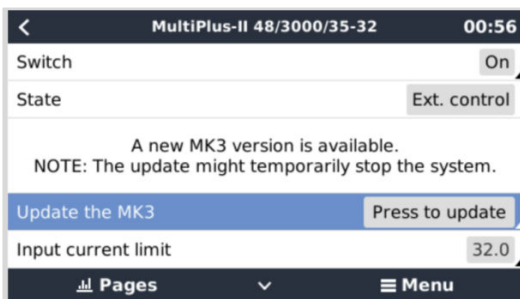 MultiPlus-II 48/3000/35-32 00:56
Switch On
State Ext. control
A new MK3 version is available.
NOTE: The update might temporarily stop the system.
Update the MK3 Press to update
Input current limit 32.0
Pages Menu